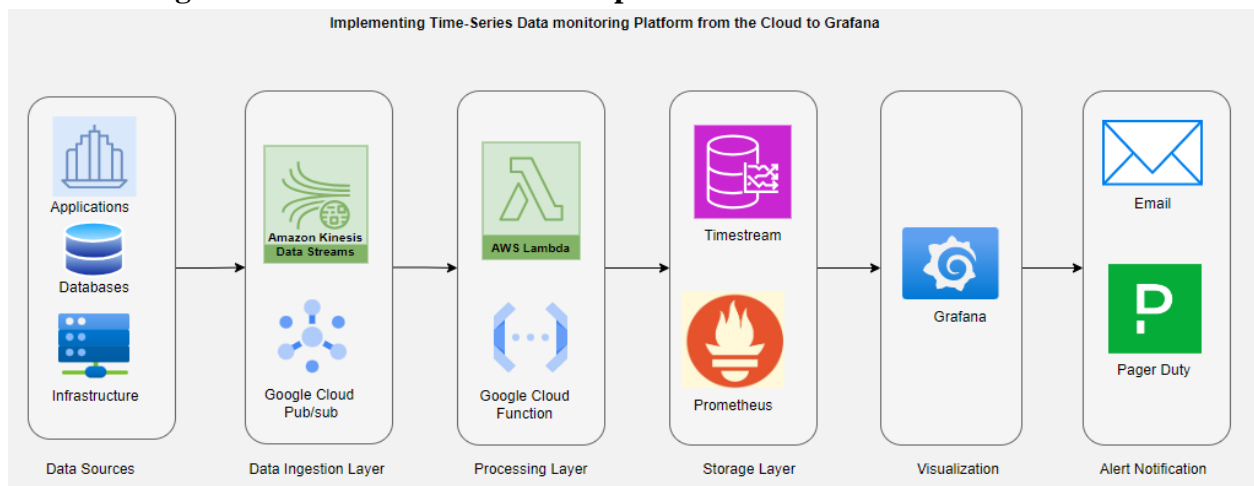 Implementing Time-Series Data monitoring Platform from the Cloud to Grafana
Applications
Databases
Infrastructure
Data Sources
Amazon Kinesis
Data Streams
Google Cloud
Pub/sub
Data Ingestion Layer
AWS Lambda
Google Cloud
Function
Processing Layer
Timestream
Prometheus
Storage Layer
Grafana
Visualization
Email
Pager Duty
Alert Notification